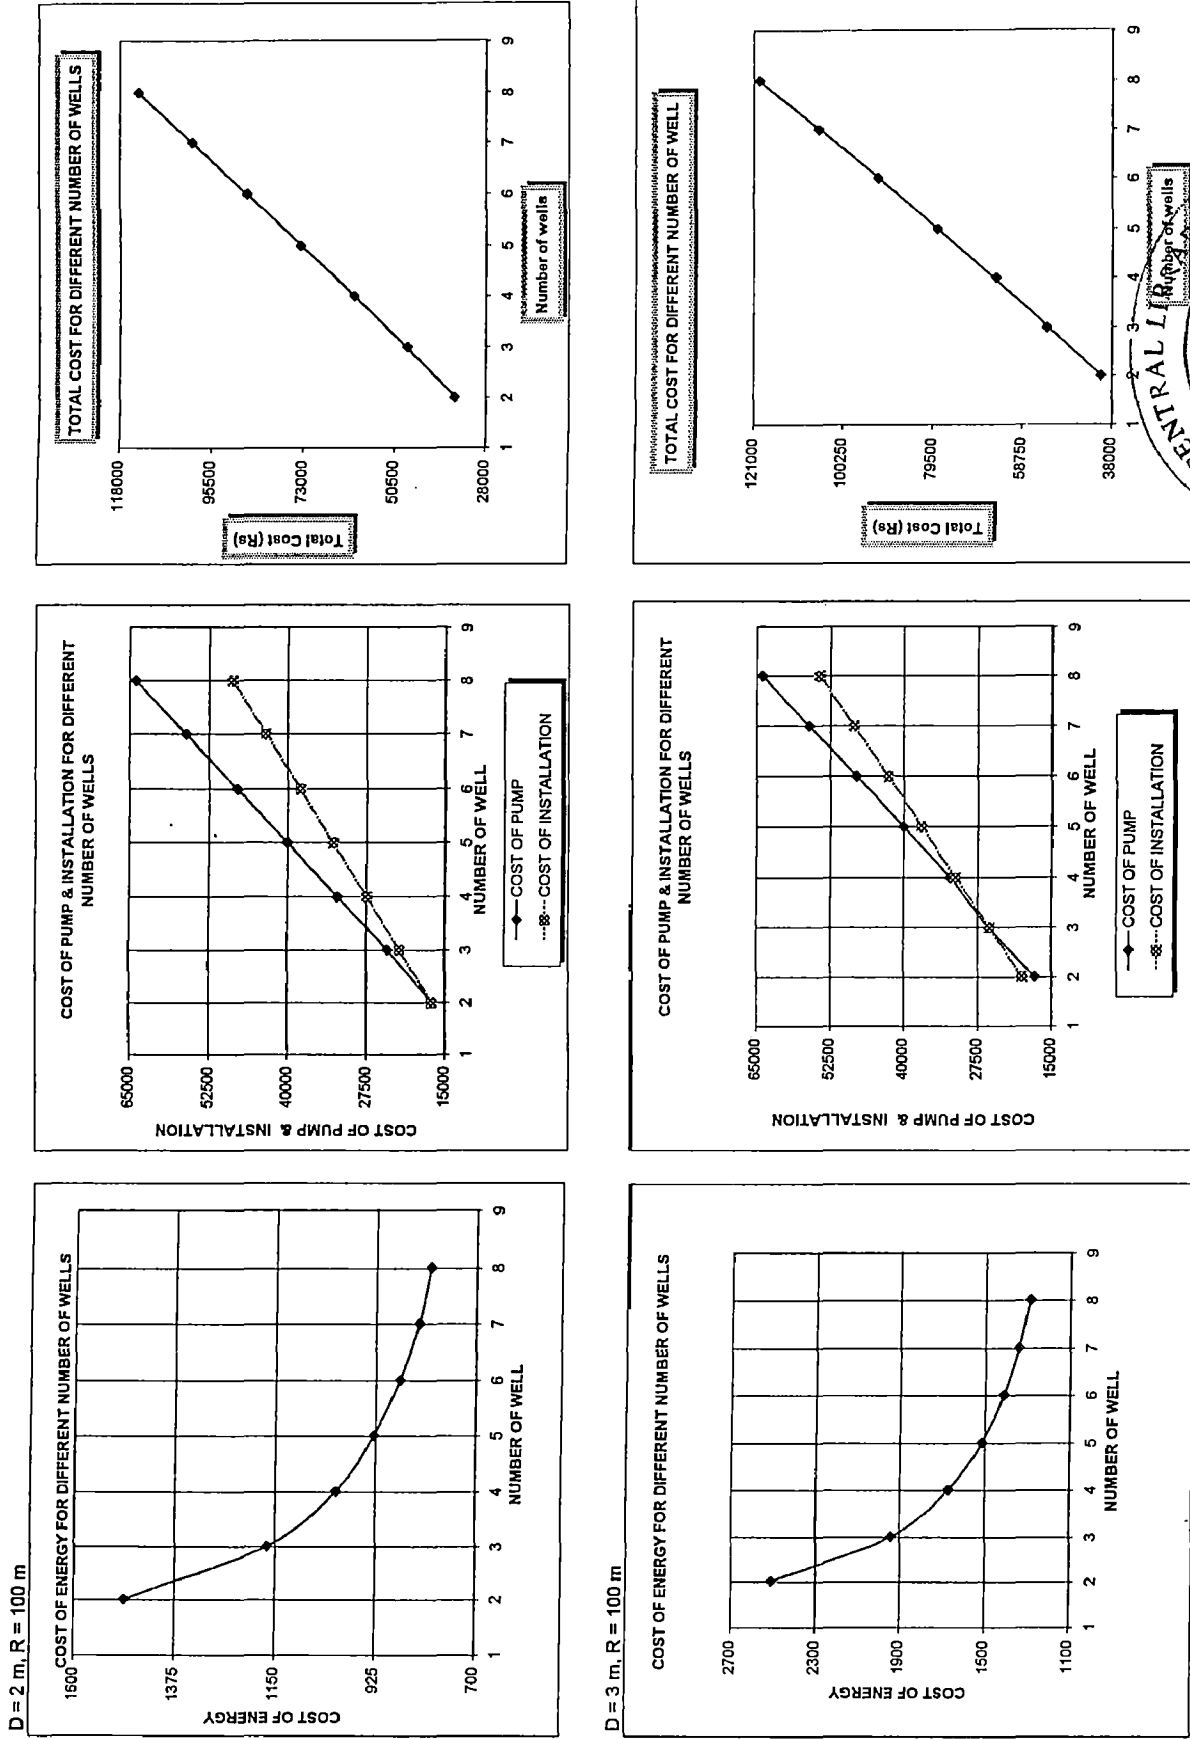 D = 2 m, R = 100 m
COST OF ENERGY FOR DIFFERENT NUMBER OF WELLS
COST OF ENERGY
1600
1375
1150
925
700
1 2 3 4 5 6 7 8 9
NUMBER OF WELL
COST OF PUMP & INSTALLATION FOR DIFFERENT
NUMBER OF WELLS
COST OF PUMP & INSTALLATION
65000
52500
40000
27500
15000
1 2 3 4 5 6 7 8 9
NUMBER OF WELL
COST OF PUMP
COST OF INSTALLATION
TOTAL COST FOR DIFFERENT NUMBER OF WELLS
Total Cost (Rs)
118000
95500
73000
50500
28000
1 2 3 4 5 6 7 8 9
Number of wells
D = 3 m, R = 100 m
COST OF ENERGY FOR DIFFERENT NUMBER OF WELLS
COST OF ENERGY
2700
2300
1900
1500
1100
1 2 3 4 5 6 7 8 9
NUMBER OF WELL
COST OF PUMP & INSTALLATION FOR DIFFERENT
NUMBER OF WELLS
COST OF PUMP & INSTALLATION
65000
52500
40000
27500
15000
1 2 3 4 5 6 7 8 9
NUMBER OF WELL
COST OF PUMP
COST OF INSTALLATION
TOTAL COST FOR DIFFERENT NUMBER OF WELL
Total Cost (Rs)
121000
100250
79500
58750
38000
1 2 3 4 5 6 7 8 9
Number of wells
ENTRAL